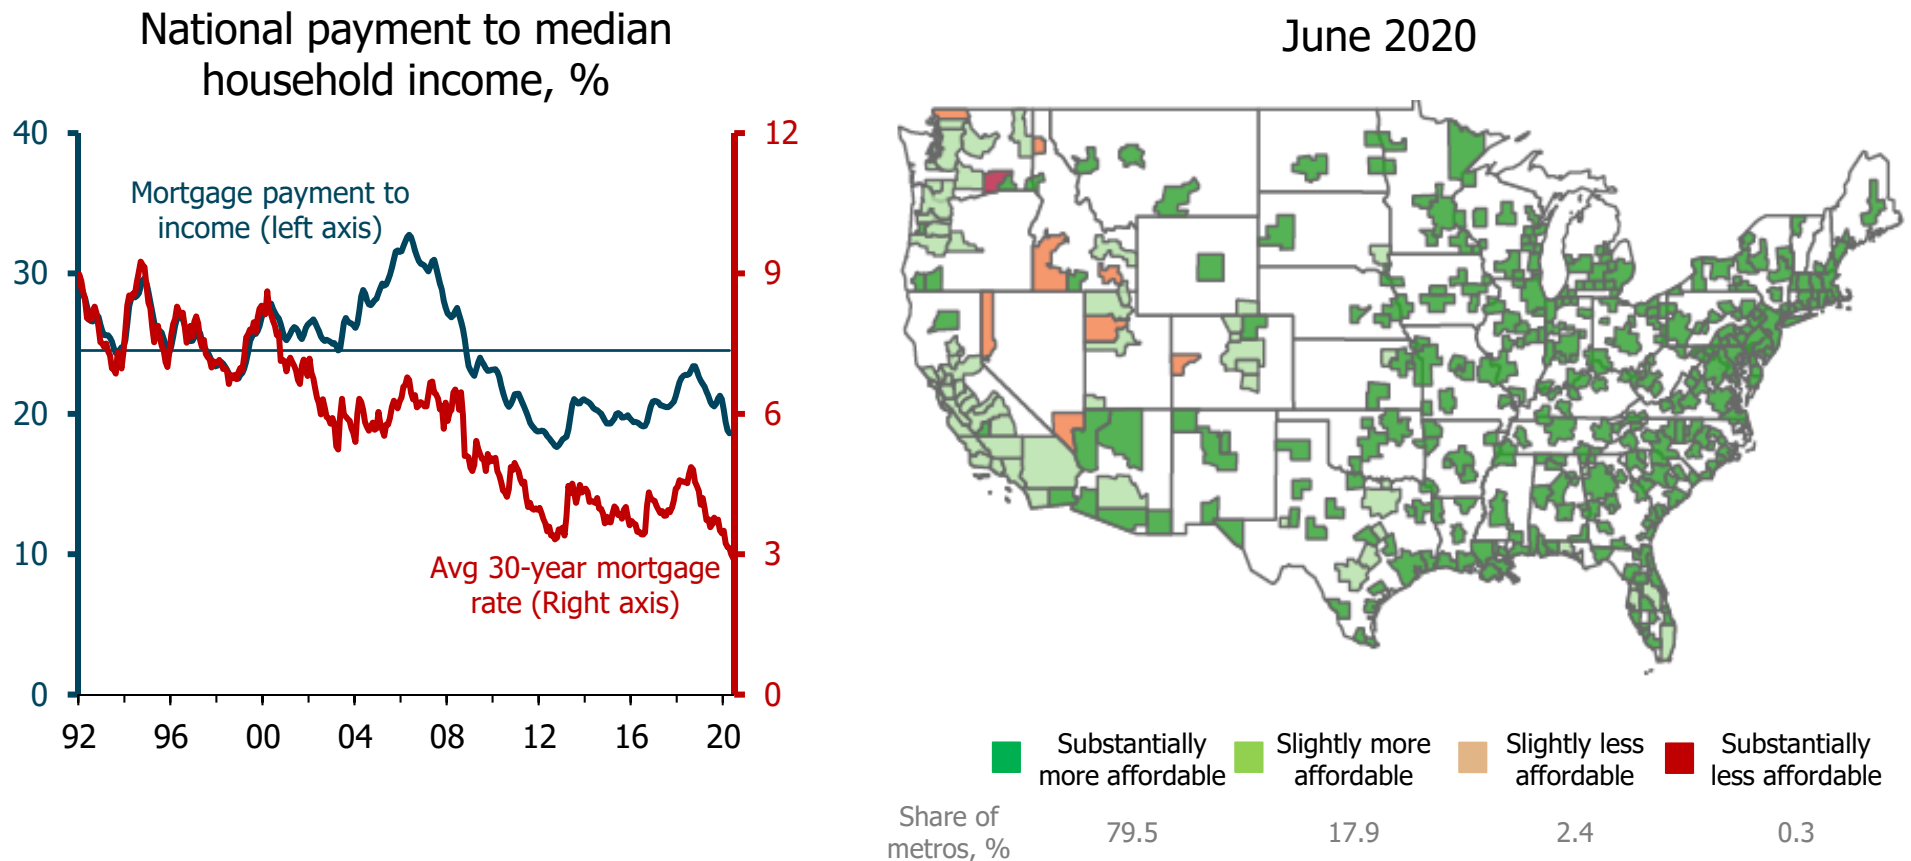 National payment to median
household income, %
40
30
20
10
0
12
9
6
3
0
Mortgage payment to
income (left axis)
Avg 30-year mortgage
rate (Right axis)
92 96 00 04 08 12 16 20
June 2020
Substantially
more affordable
Slightly more
affordable
Slightly less
affordable
Substantially
less affordable
Share of
metros, %
79.5 17.9 2.4 0.3